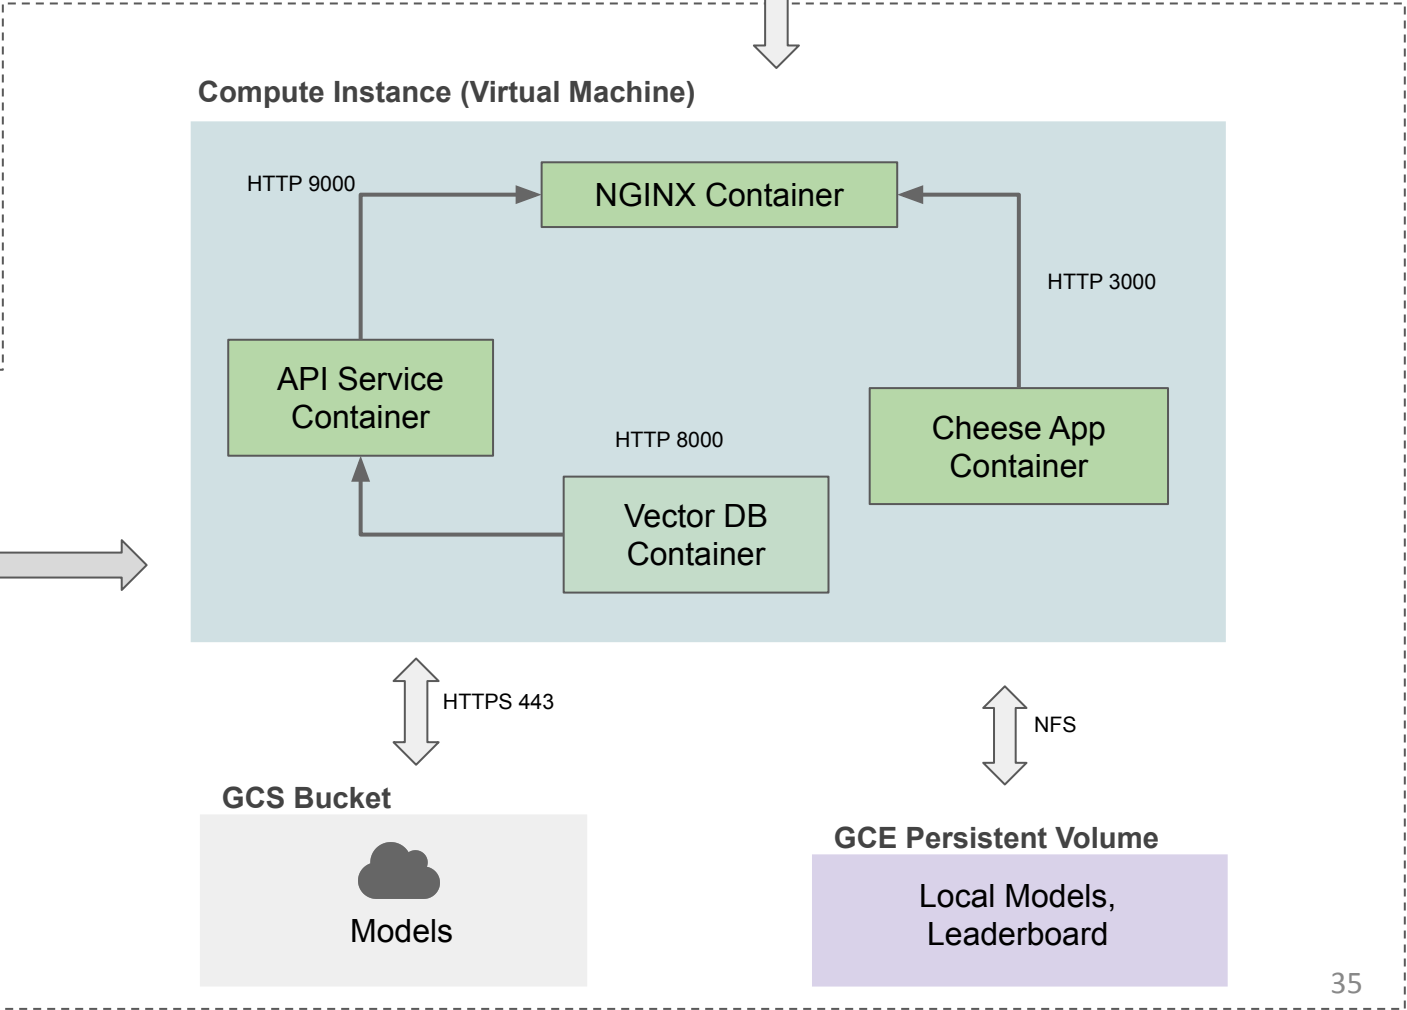 Compute Instance (Virtual Machine)
HTTP 9000
NGINX Container
HTTP 3000
API Service
Container
Cheese App
Container
HTTP 8000
Vector DB
Container
HTTPS 443
NFS
GCS Bucket
Models
GCE Persistent Volume
Local Models,
Leaderboard
35